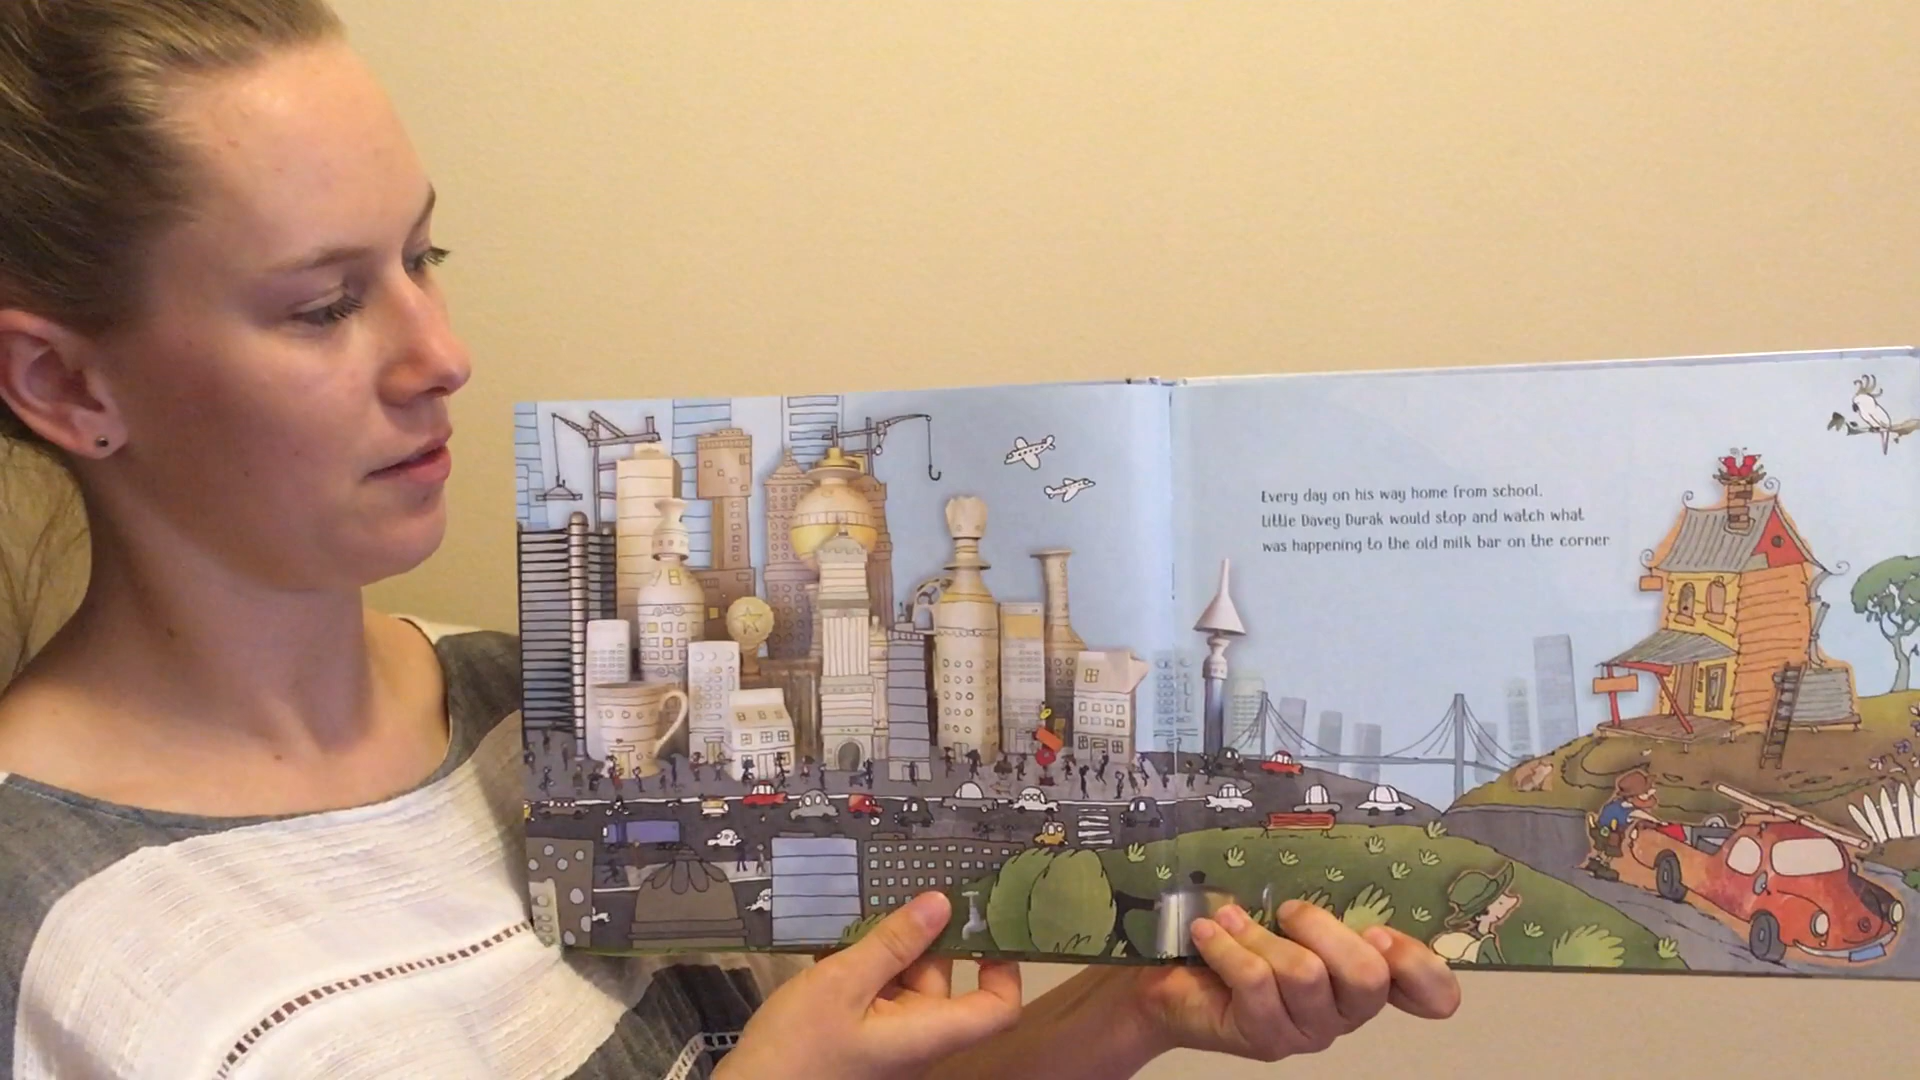 Every day on his way home from school,
Little Davey Durak would stop and watch what
was happening to the old milk bar on the corner